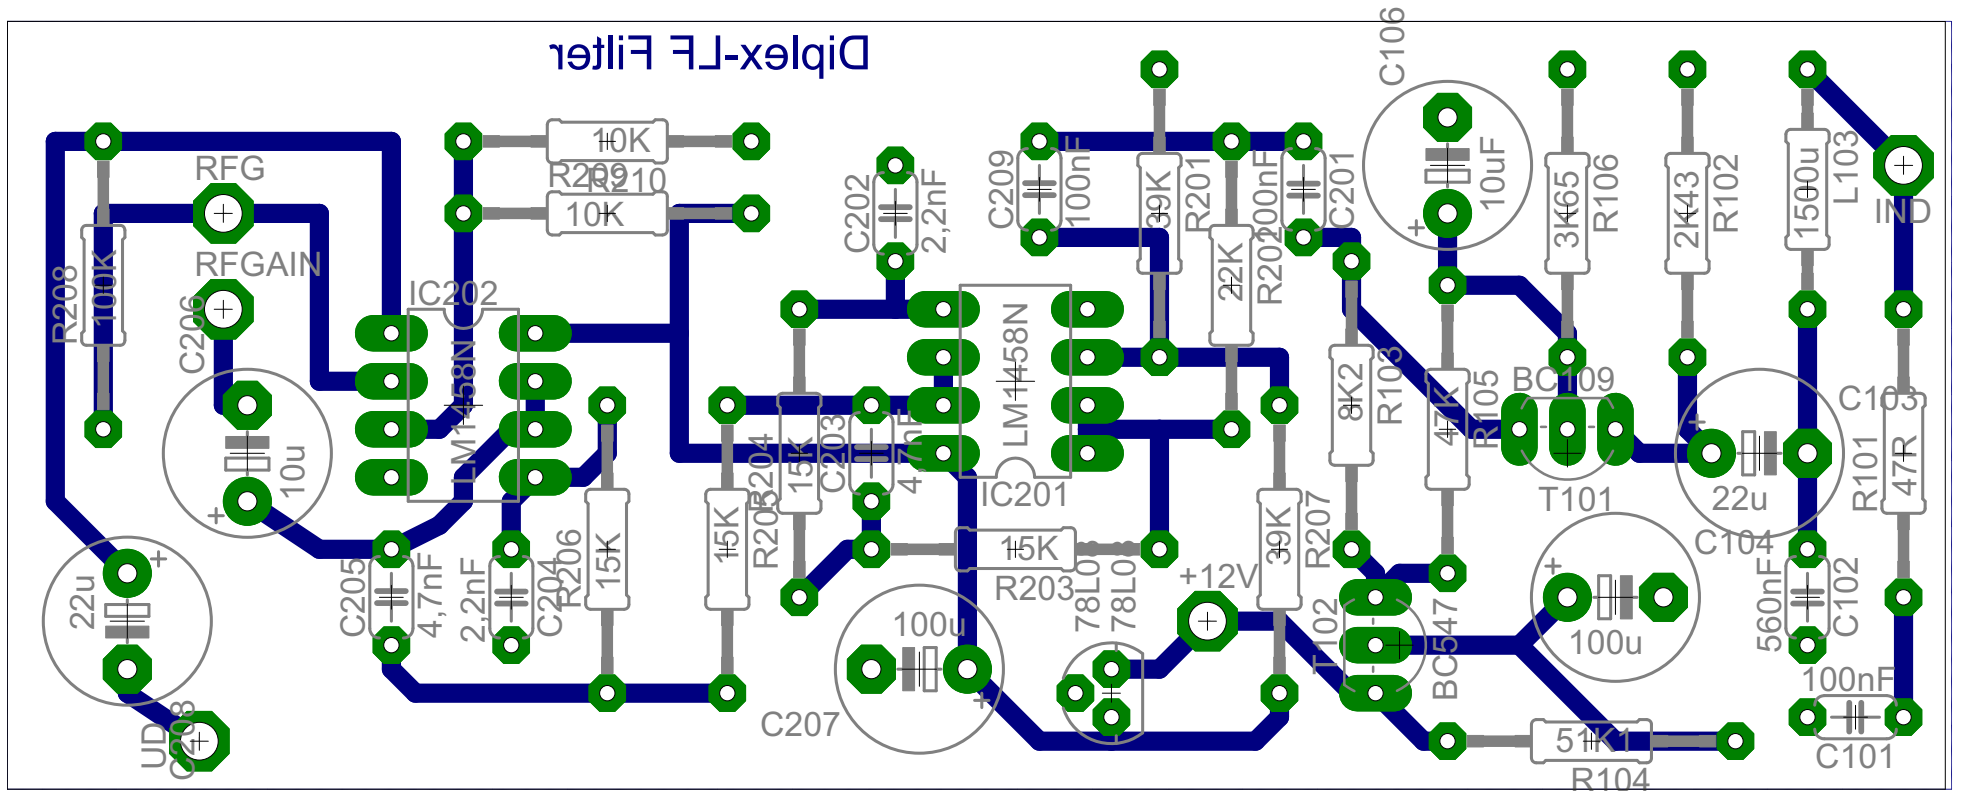 Diplex-LF Filter
C106
10uF
RFG
RFGAIN
R208
100K
C206
10u
IC202
LM1458N
10K
R209
R210
10K
C202
2,2nF
C209
100nF
39K
R201
22K
R202
100nF
C201
3K65
R106
2K43
R102
1500u
L103
IND
IC201
LM1458N
R204
15K
C203
4,7nF
15K
R205
R206
15K
C205
4,7nF
2,2nF
C204
15K
R203
78L0
78L0
+12V
39K
R207
8K2
R103
47K
R105
BC109
T101
C103
22u
R101
47R
C104
100u
560nF
C102
100nF
C101
T102
BC547
51K1
R104
100u
C207
22u
UD
C208